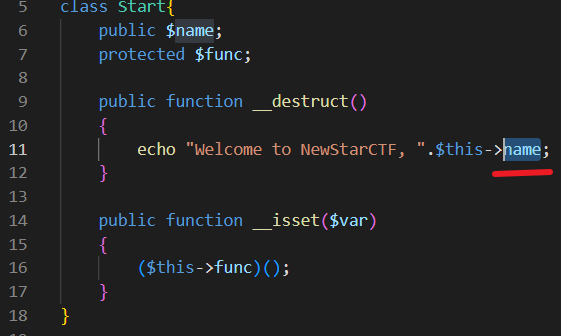 5 class Start{
6 public $name;
7 protected $func;
8
9 public function __destruct()
10 {
11 echo "Welcome to NewStarCTF, ".$this->name;
12 }
13
14 public function __isset($var)
15 {
16 ($this->func)();
17 }
18 }